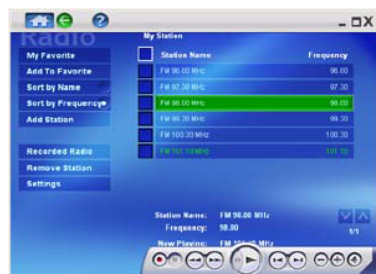 Radio
My Station
My Favorite
Add To Favorite
Sort by Name
Sort by Frequency
Add Station
Recorded Radio
Remove Station
Settings
Station Name Frequency
FM 96.60 MHz 96.60
FM 97.30 MHz 97.30
FM 98.00 MHz 98.00
FM 99.30 MHz 99.30
FM 100.30 MHz 100.30
FM 101.10 MHz 101.10
Station Name: FM 98.00 MHz
Frequency: 98.00
1/1
Now Playing: FM MHz